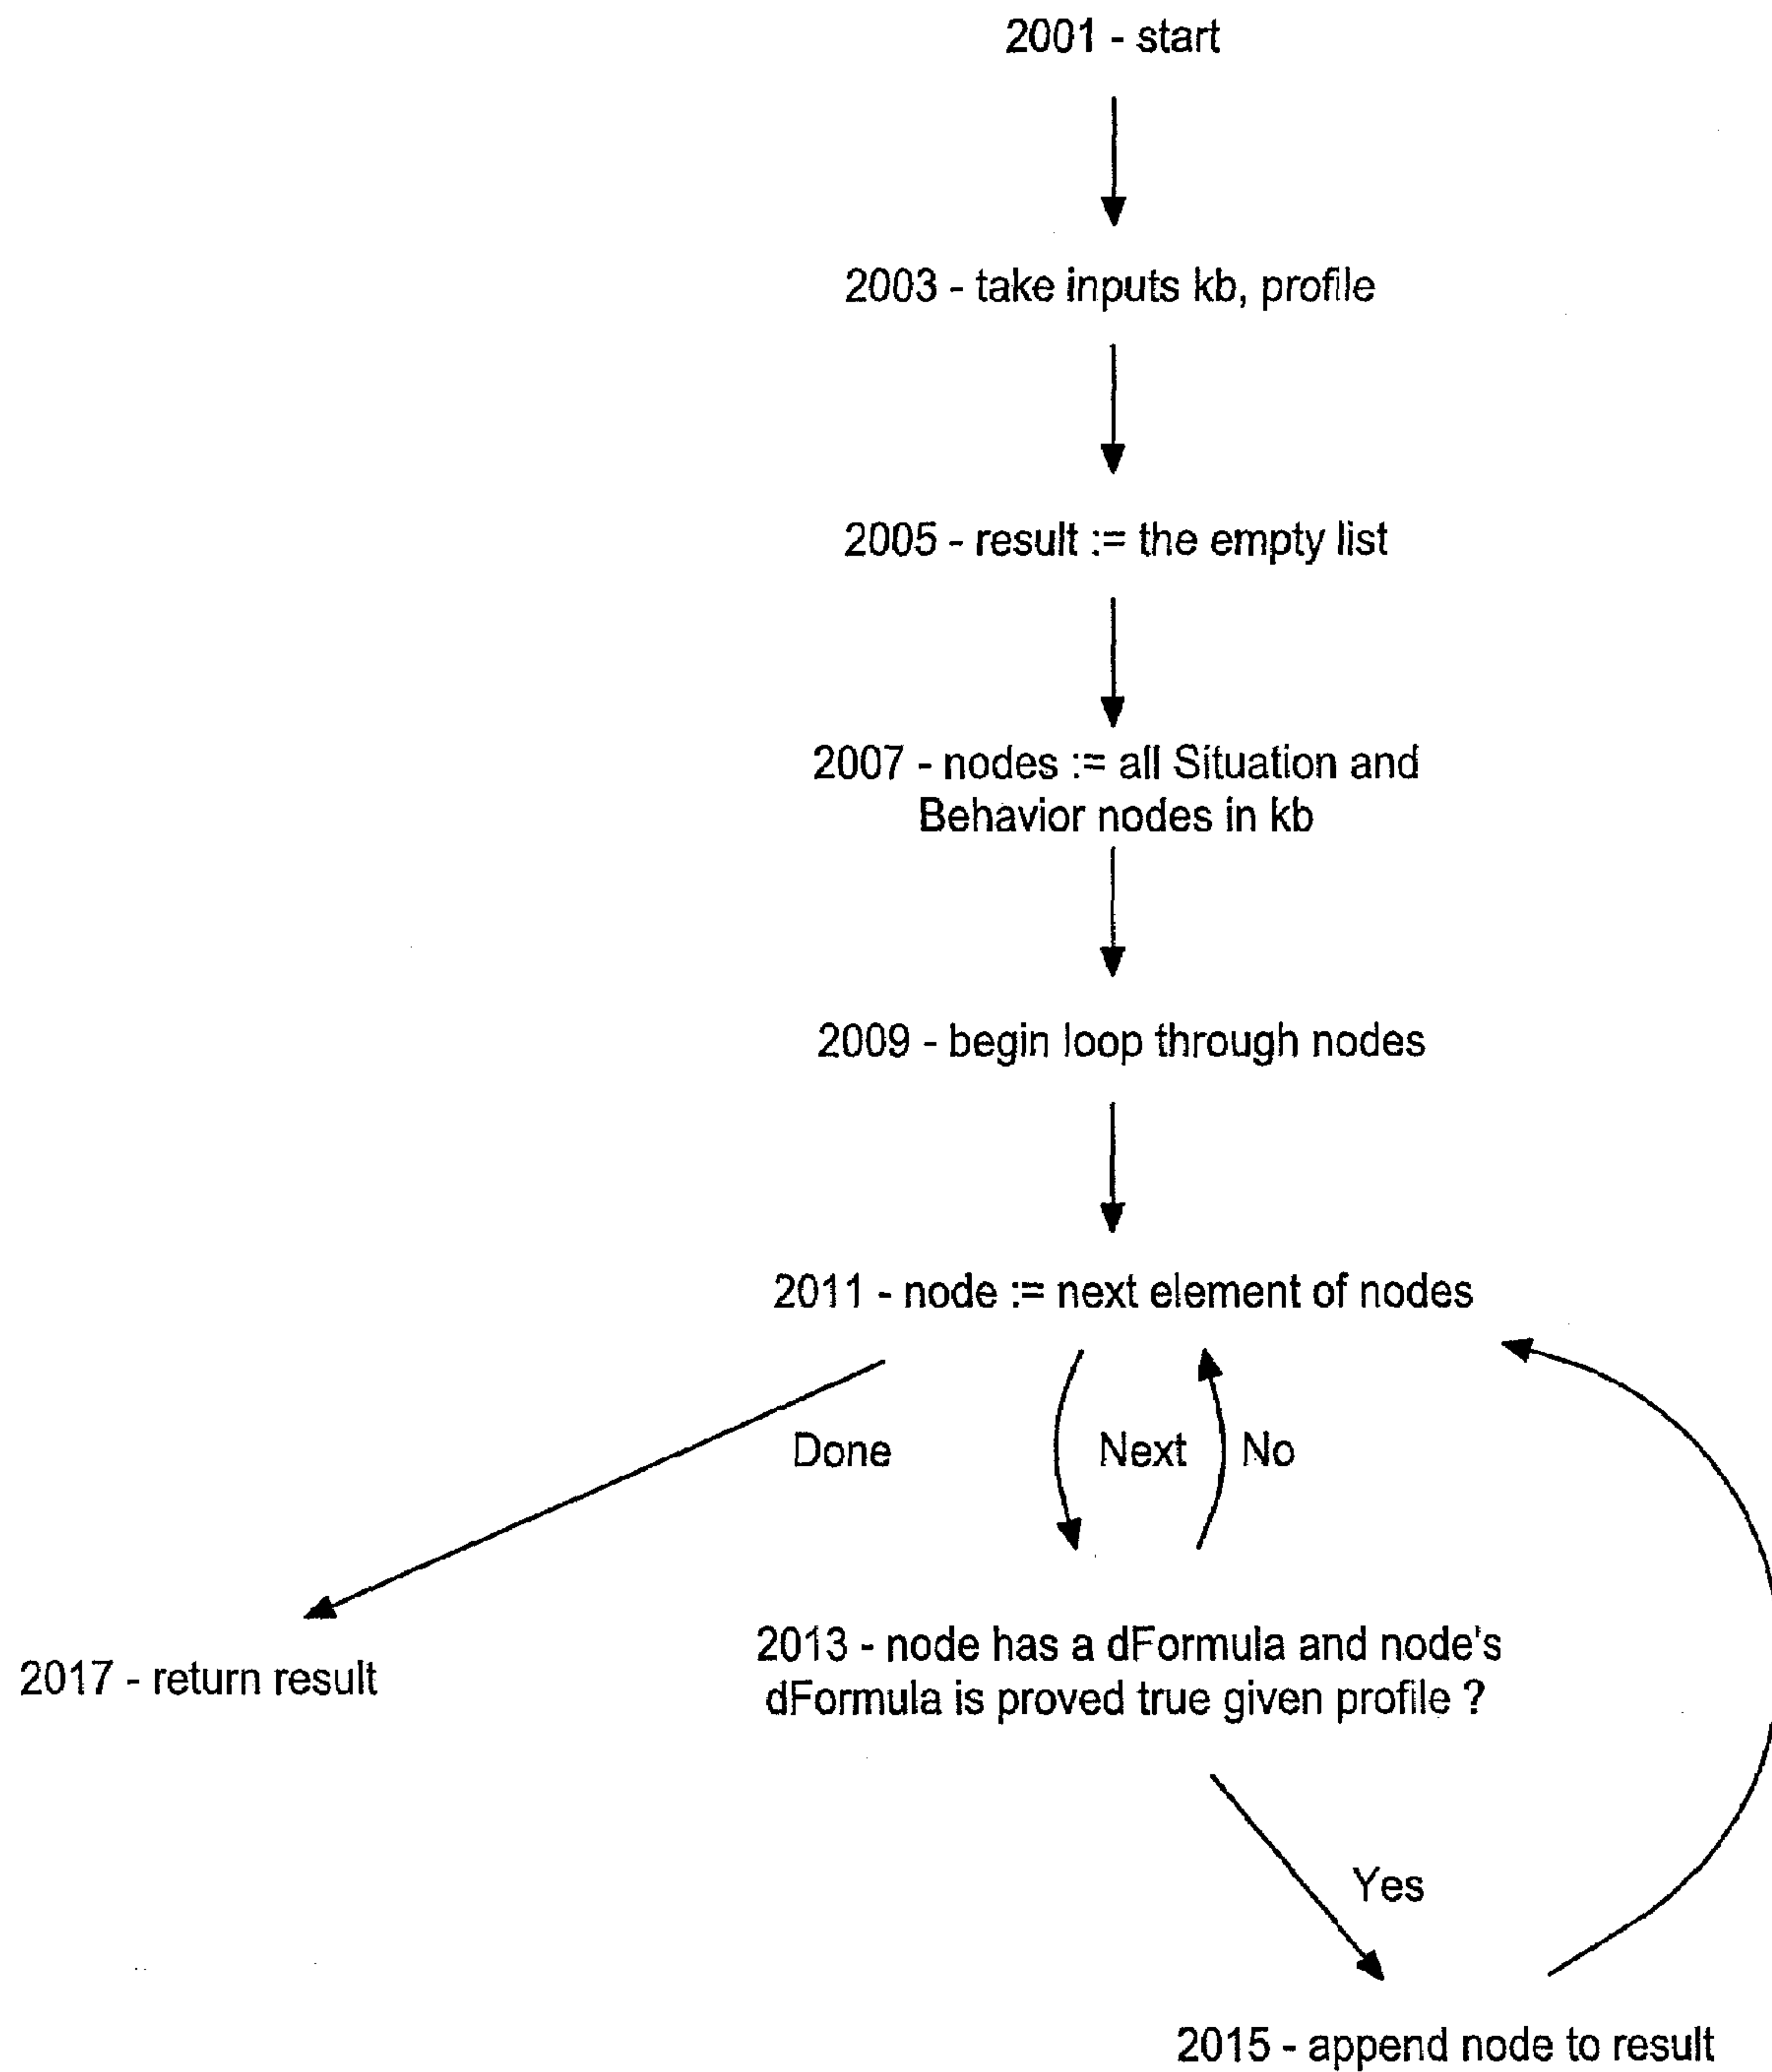 2001 - start
2003 - take inputs kb, profile
2005 - result := the empty list
2007 - nodes := all Situation and
Behavior nodes in kb
2009 - begin loop through nodes
2011 - node := next element of nodes
Done
Next
No
2013 - node has a dFormula and node's
dFormula is proved true given profile ?
2017 - return result
Yes
2015 - append node to result